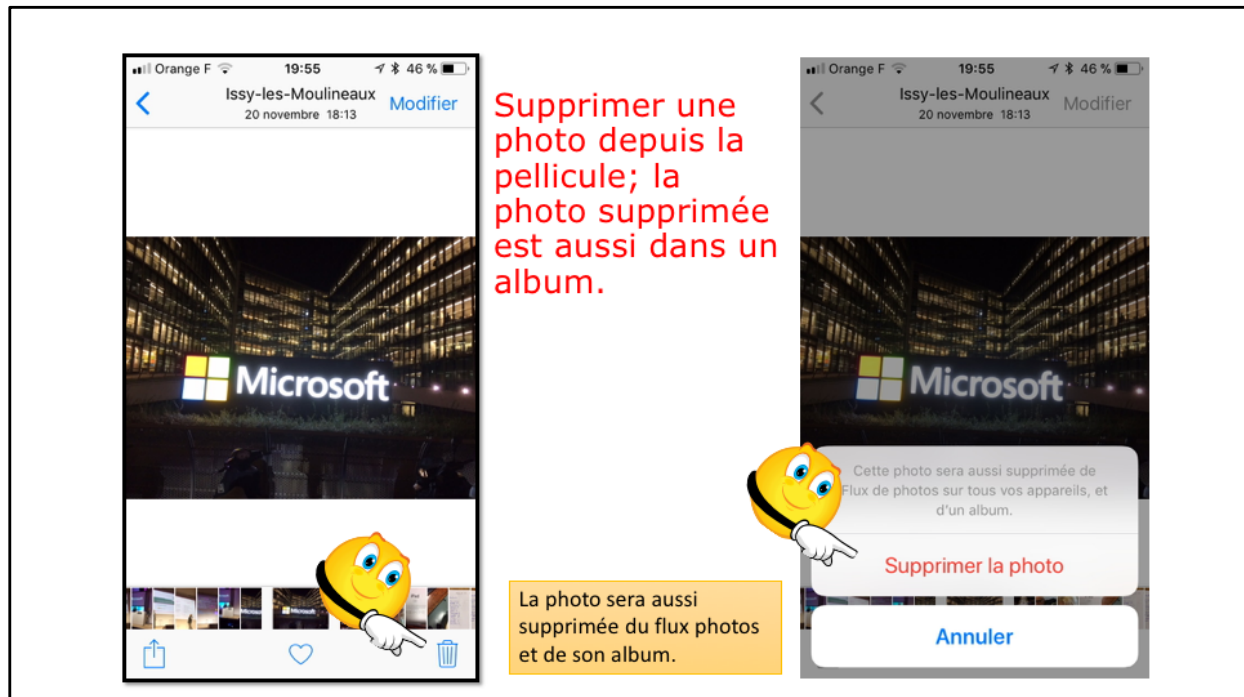 Orange F 19:55 46 %
Issy-les-Moulineaux
20 novembre 18:13
Modifier
Microsoft
Supprimer une
photo depuis la
pellicule; la
photo supprimée
est aussi dans un
album.
La photo sera aussi
supprimée du flux photos
et de son album.
Orange F 19:55 46 %
Issy-les-Moulineaux
20 novembre 18:13
Modifier
Microsoft
Cette photo sera aussi supprimée de
Flux de photos sur tous vos appareils, et
d'un album.
Supprimer la photo
Annuler